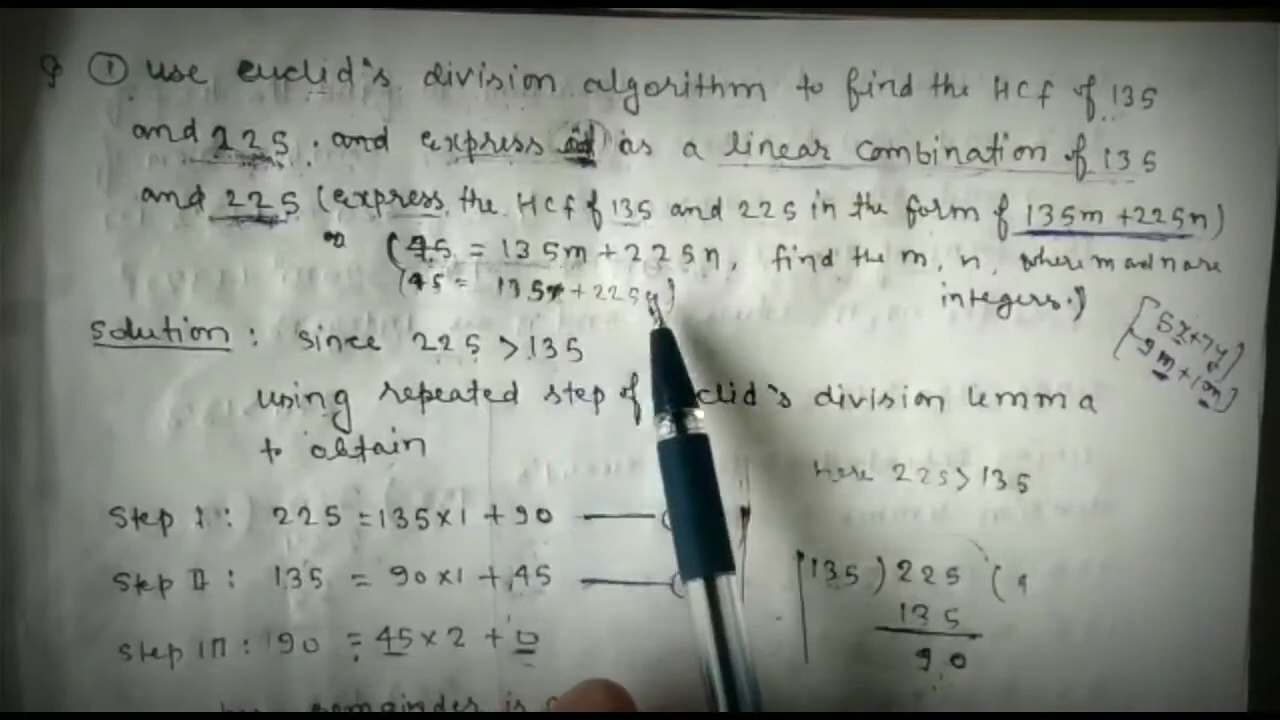 Q ① use euclid's division algorithm to find the HCF of 135
and 225. and express as a linear combination of 135
and 225 (express the HCF of 135 and 225 in the form of 135m+225n)
(45 = 135m+225n, find the m, n, where m and n are
(45 = 135x+225y) integers.)
[5x+7y]
[9m+10n]
Solution: since 225 > 135
using repeated step of division lemma
to obtain
here 225>135
Step I: 225 = 135×1 + 90
Step II: 135 = 90×1 + 45
Step III: 90 = 45×2 + 0
135 ) 225 (
135
90
remainder is